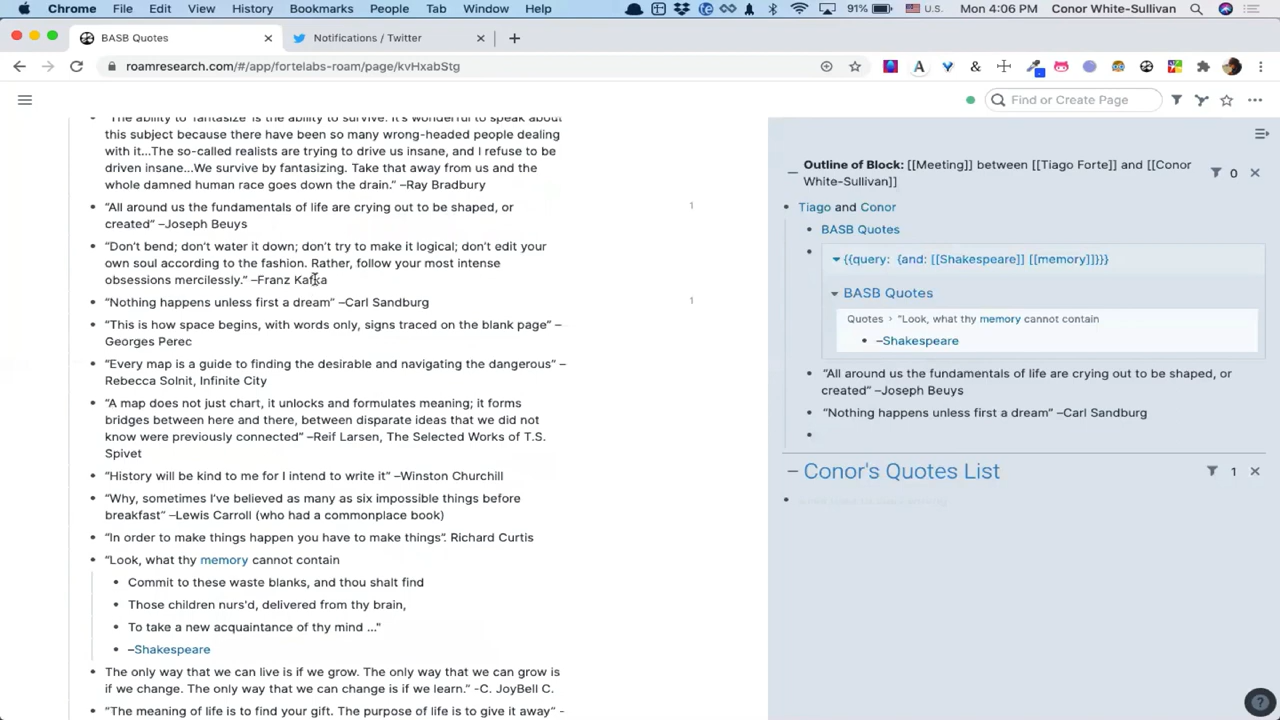 Chrome File Edit View History Bookmarks People Tab Window Help 91% U.S. Mon 4:06 PM Conor White-Sullivan
BASB Quotes
Notifications / Twitter
roamresearch.com/#/app/fortelabs-roam/page/kvHxabStg
Find or Create Page
"The ability to 'fantasize' is the ability to survive. It's wonderful to speak about
this subject because there have been so many wrong-headed people dealing
with it...The so-called realists are trying to drive us insane, and I refuse to be
driven insane...We survive by fantasizing. Take that away from us and the
whole damned human race goes down the drain.” –Ray Bradbury
“All around us the fundamentals of life are crying out to be shaped, or
created” –Joseph Beuys
1
“Don’t bend; don’t water it down; don’t try to make it logical; don’t edit your
own soul according to the fashion. Rather, follow your most intense
obsessions mercilessly.” –Franz Kafka
“Nothing happens unless first a dream” –Carl Sandburg
1
“This is how space begins, with words only, signs traced on the blank page” –
Georges Perec
“Every map is a guide to finding the desirable and navigating the dangerous” –
Rebecca Solnit, Infinite City
“A map does not just chart, it unlocks and formulates meaning; it forms
bridges between here and there, between disparate ideas that we did not
know were previously connected” –Reif Larsen, The Selected Works of T.S.
Spivet
“History will be kind to me for I intend to write it” –Winston Churchill
“Why, sometimes I’ve believed as many as six impossible things before
breakfast” –Lewis Carroll (who had a commonplace book)
“In order to make things happen you have to make things”. Richard Curtis
“Look, what thy memory cannot contain
Commit to these waste blanks, and thou shalt find
Those children nurs'd, delivered from thy brain,
To take a new acquaintance of thy mind ..."
–Shakespeare
The only way that we can live is if we grow. The only way that we can grow is
if we change. The only way that we can change is if we learn.” -C. JoyBell C.
“The meaning of life is to find your gift. The purpose of life is to give it away” -
Outline of Block: [[Meeting]] between [[Tiago Forte]] and [[Conor
White-Sullivan]]
0
Tiago and Conor
BASB Quotes
{{query: {and: [[Shakespeare]] [[memory]]}}}
BASB Quotes
Quotes › “Look, what thy memory cannot contain
–Shakespeare
“All around us the fundamentals of life are crying out to be shaped, or
created” –Joseph Beuys
“Nothing happens unless first a dream” –Carl Sandburg
Conor's Quotes List
1